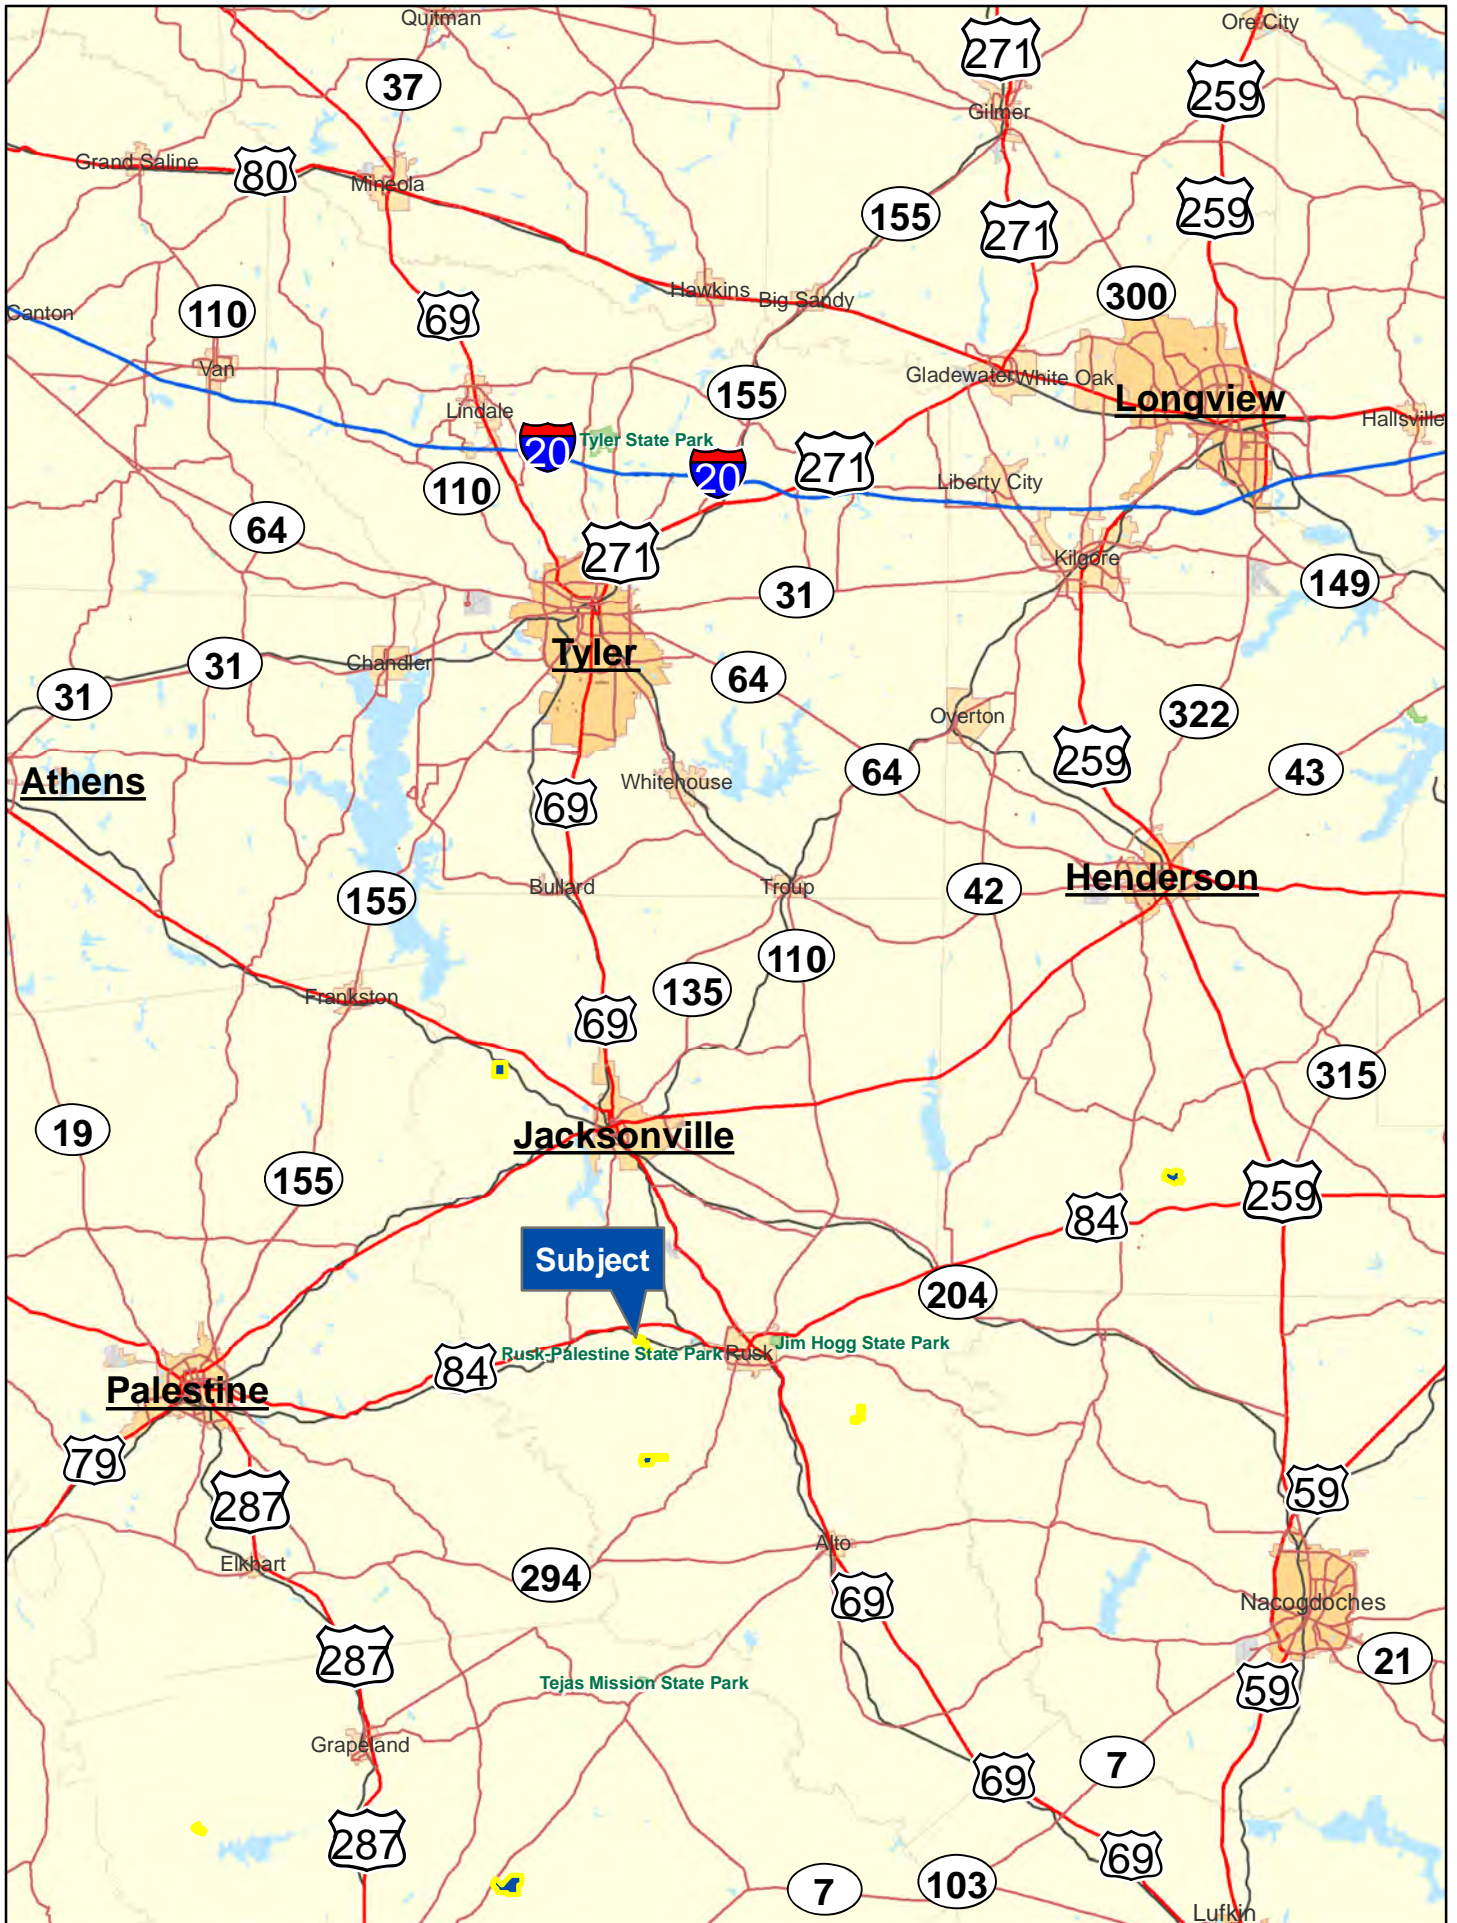 Quitman
271
Ore City
37
259
Gilmer
Grand Saline
80
Mineola
155
259
271
Hawkins
Big Sandy
300
Canton
110
69
Van
Gladewater
White Oak
155
Longview
Lindale
Hallsville
20
Tyler State Park
20
271
110
Liberty City
64
271
Kilgore
31
149
Tyler
31
Chandler
64
31
Overton
322
259
Athens
Whitehouse
64
43
69
Bullard
Troup
42
Henderson
155
110
Frankston
135
69
315
19
Jacksonville
155
259
84
Subject
204
Jim Hogg State Park
Rusk-Palestine State Park
Rusk
84
Palestine
79
287
59
Alto
Elkhart
294
69
Nacogdoches
287
21
Tejas Mission State Park
59
Grapeland
7
69
287
69
7
103
Lufkin